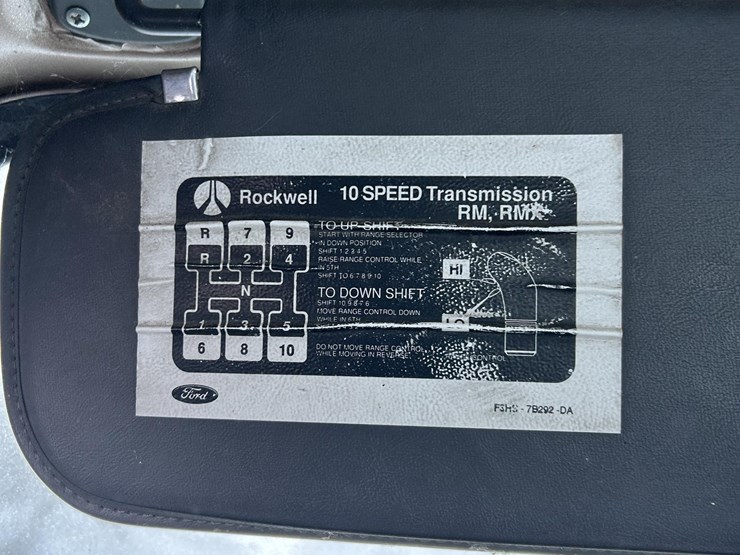 Rockwell 10 SPEED Transmission
RM, RMX
R 7 9
R 2 4
N
1 3 5
6 8 10
TO UP SHIFT
START WITH RANGE SELECTOR
IN DOWN POSITION
SHIFT 1 2 3 4 5
RAISE RANGE CONTROL WHILE
IN 5TH
SHIFT TO 6 7 8 9 10
TO DOWN SHIFT
SHIFT 10 9 8 7 6
MOVE RANGE CONTROL DOWN
WHILE IN 6TH
DO NOT MOVE RANGE CONTROL
WHILE MOVING IN REVERSE
HI
LO
CONTROL
Ford
F3HS-7B292-DA